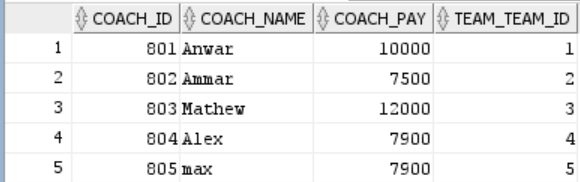 COACH_ID COACH_NAME COACH_PAY TEAM_TEAM_ID
1 801 Anwar 10000 1
2 802 Ammar 7500 2
3 803 Mathew 12000 3
4 804 Alex 7900 4
5 805 max 7900 5